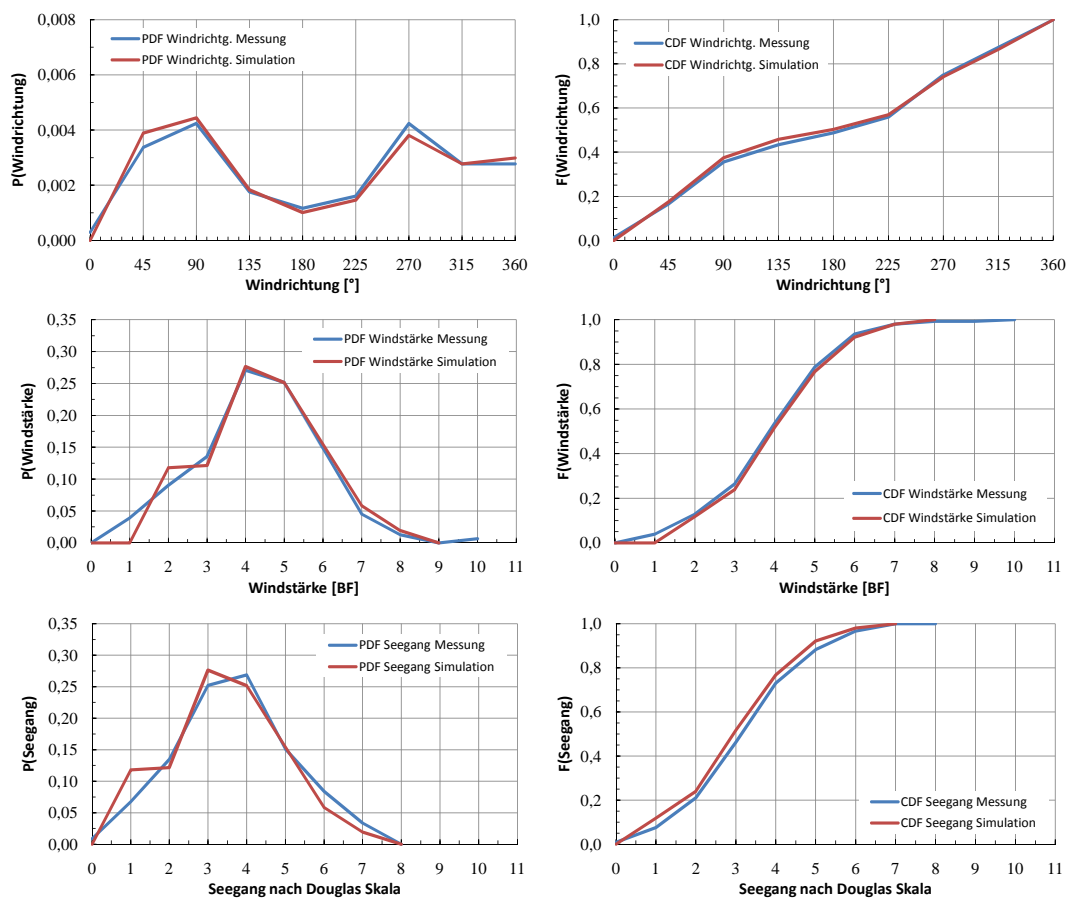 0,008
0,006
0,004
0,002
0,000
P(Windrichtung)
PDF Windrichtg. Messung
PDF Windrichtg. Simulation
0 45 90 135 180 225 270 315 360
Windrichtung [°]
1,0
0,8
0,6
0,4
0,2
0,0
F(Windrichtung)
CDF Windrichtg. Messung
CDF Windrichtg. Simulation
0 45 90 135 180 225 270 315 360
Windrichtung [°]
0,35
0,30
0,25
0,20
0,15
0,10
0,05
0,00
P(Windstärke)
PDF Windstärke Messung
PDF Windstärke Simulation
0 1 2 3 4 5 6 7 8 9 10 11
Windstärke [BF]
1,0
0,8
0,6
0,4
0,2
0,0
F(Windstärke)
CDF Windstärke Messung
CDF Windstärke Simulation
0 1 2 3 4 5 6 7 8 9 10 11
Windstärke [BF]
0,35
0,30
0,25
0,20
0,15
0,10
0,05
0,00
P(Seegang)
PDF Seegang Messung
PDF Seegang Simulation
0 1 2 3 4 5 6 7 8 9 10 11
Seegang nach Douglas Skala
1,0
0,8
0,6
0,4
0,2
0,0
F(Seegang)
CDF Seegang Messung
CDF Seegang Simulation
0 1 2 3 4 5 6 7 8 9 10 11
Seegang nach Douglas Skala